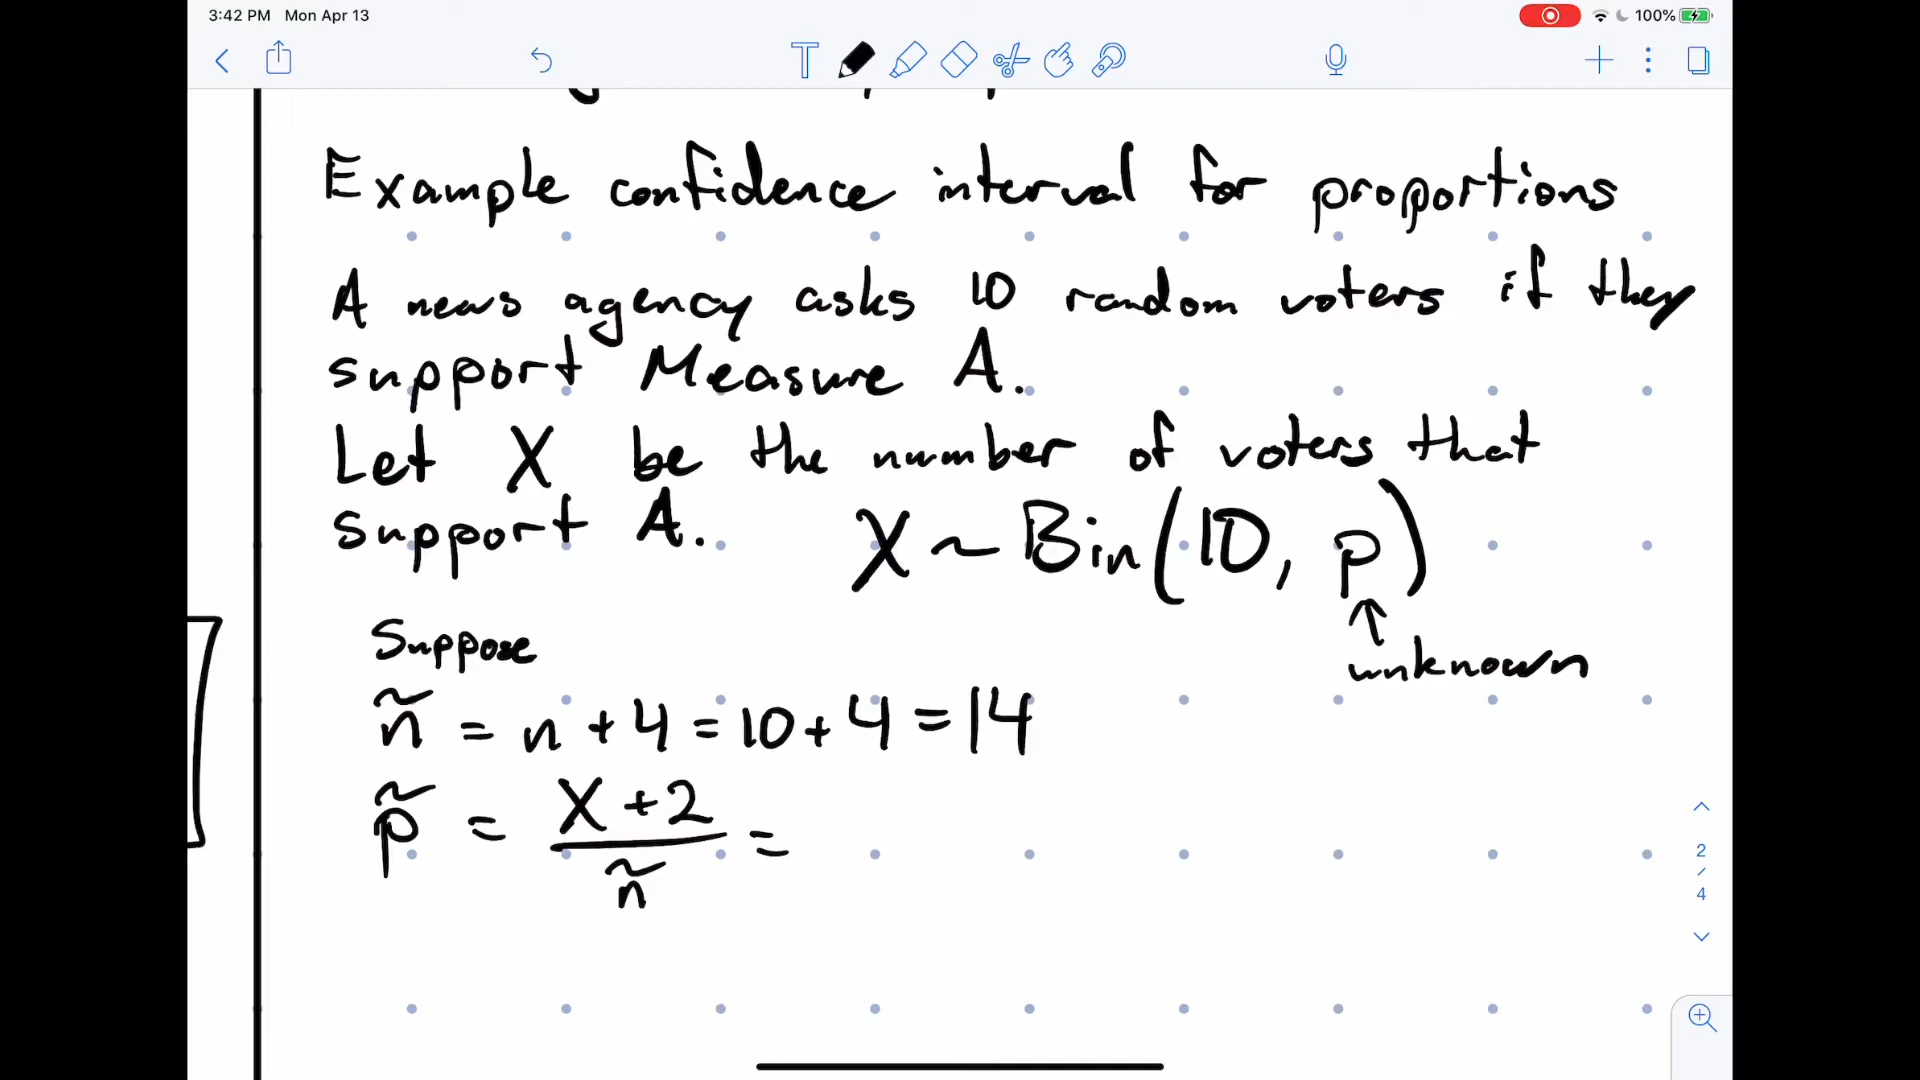 3:42 PM Mon Apr 13
100%
T
Example confidence interval for proportions
A news agency asks 10 random voters if they
support Measure A.
Let X be the number of voters that
support A. X ~ Bin(10, p)
↑
Suppose unknown
ñ = n + 4 = 10 + 4 = 14
p̃ = (X + 2)/ñ =
2
/
4